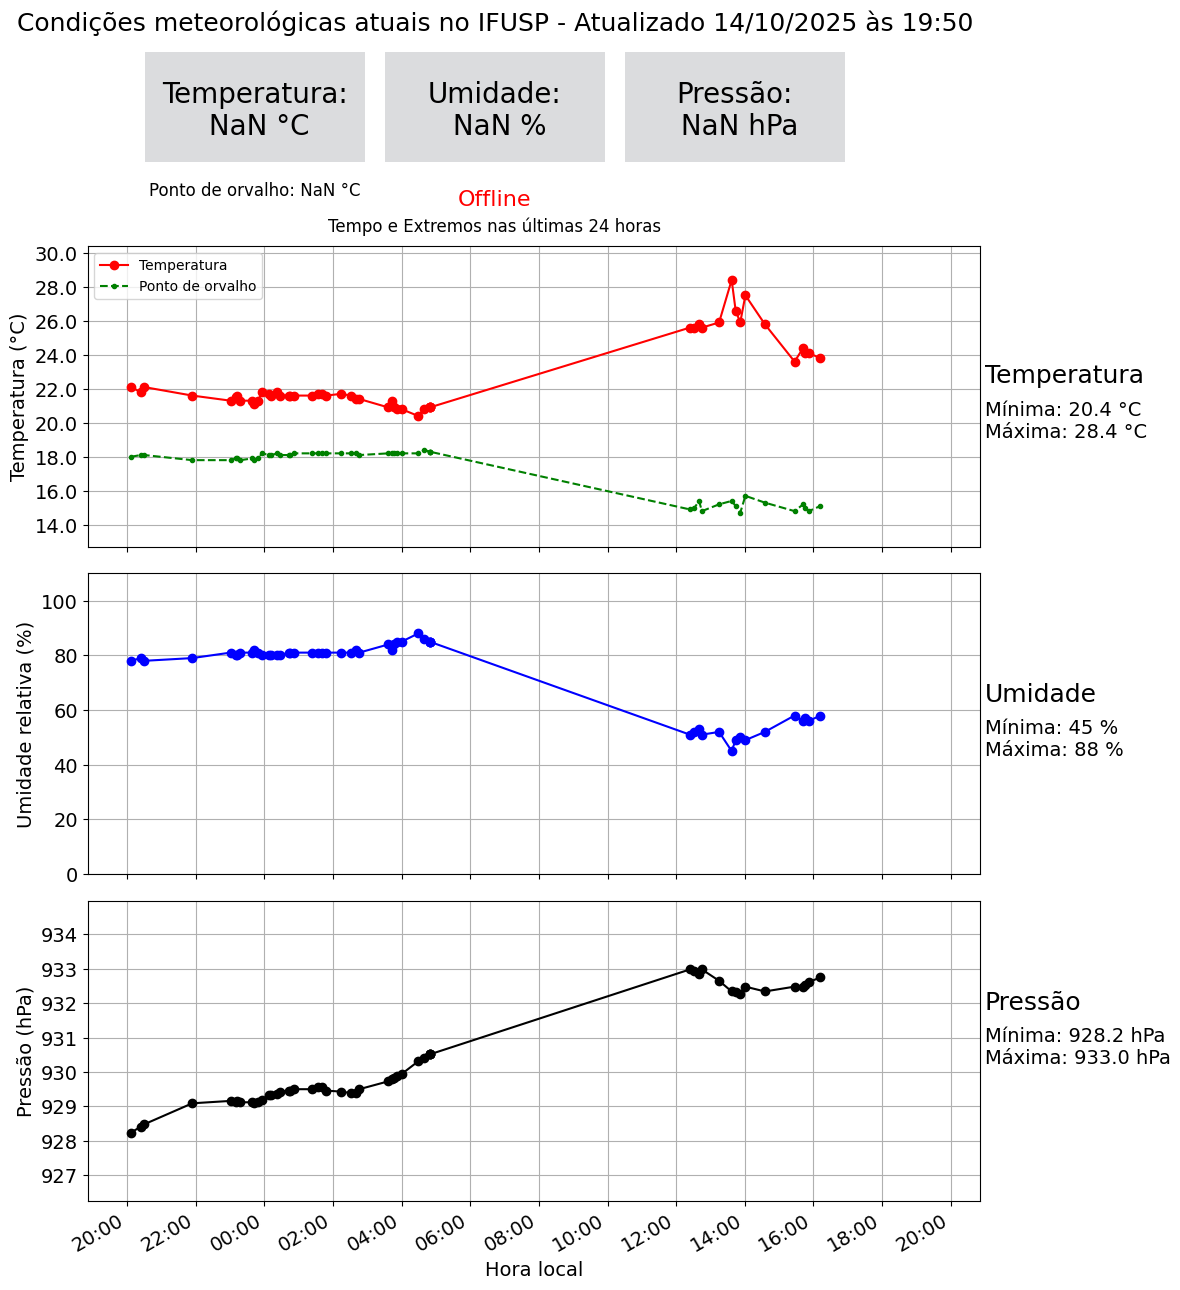 Condições meteorológicas atuais no IFUSP - Atualizado 14/10/2025 às 19:50
Temperatura:
NaN °C
Umidade:
NaN %
Pressão:
NaN hPa
Ponto de orvalho: NaN °C
Offline
Tempo e Extremos nas últimas 24 horas
Temperatura (°C)
30.0
28.0
26.0
24.0
22.0
20.0
18.0
16.0
14.0
Temperatura
Ponto de orvalho
Temperatura
Mínima: 20.4 °C
Máxima: 28.4 °C
Umidade relativa (%)
100
80
60
40
20
0
Umidade
Mínima: 45 %
Máxima: 88 %
Pressão (hPa)
934
933
932
931
930
929
928
927
Pressão
Mínima: 928.2 hPa
Máxima: 933.0 hPa
20:00
22:00
00:00
02:00
04:00
06:00
08:00
10:00
12:00
14:00
16:00
18:00
20:00
Hora local